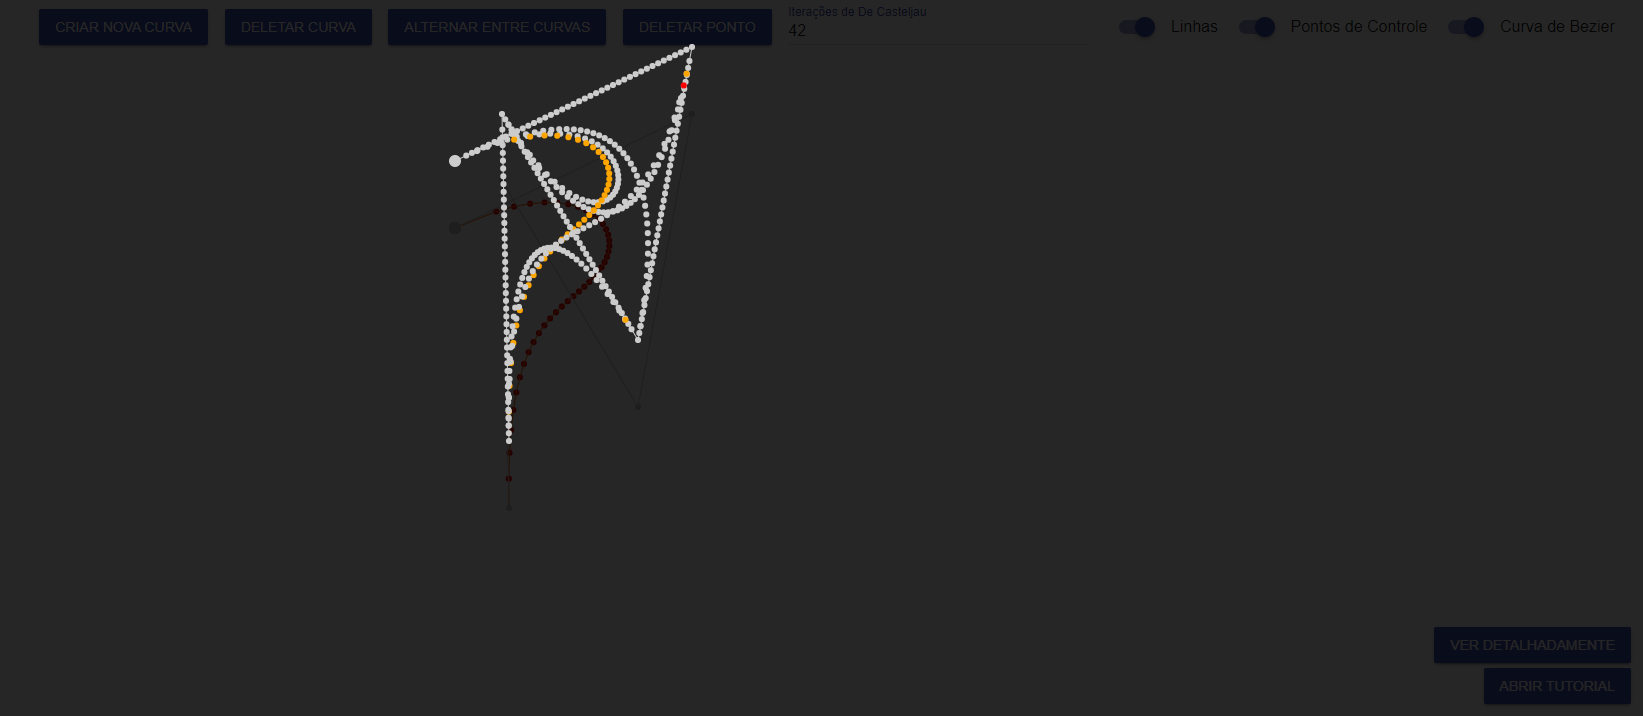 CRIAR NOVA CURVA
DELETAR CURVA
ALTERNAR ENTRE CURVAS
DELETAR PONTO
Iterações de De Casteljau
42
Linhas
Pontos de Controle
Curva de Bezier
VER DETALHADAMENTE
ABRIR TUTORIAL